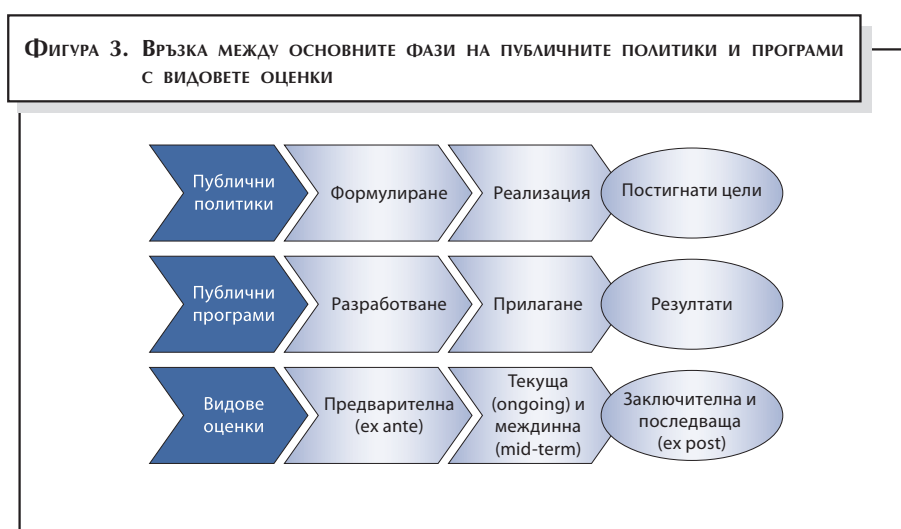 Фигура 3. Връзка между основните фази на публичните политики и програми
с видовете оценки
Публични
политики
Формулиране
Реализация
Постигнати цели
Публични
програми
Разработване
Прилагане
Резултати
Видове
оценки
Предварителна
(ex ante)
Текуща
(ongoing) и
междинна
(mid-term)
Заключителна и
последваща
(ex post)